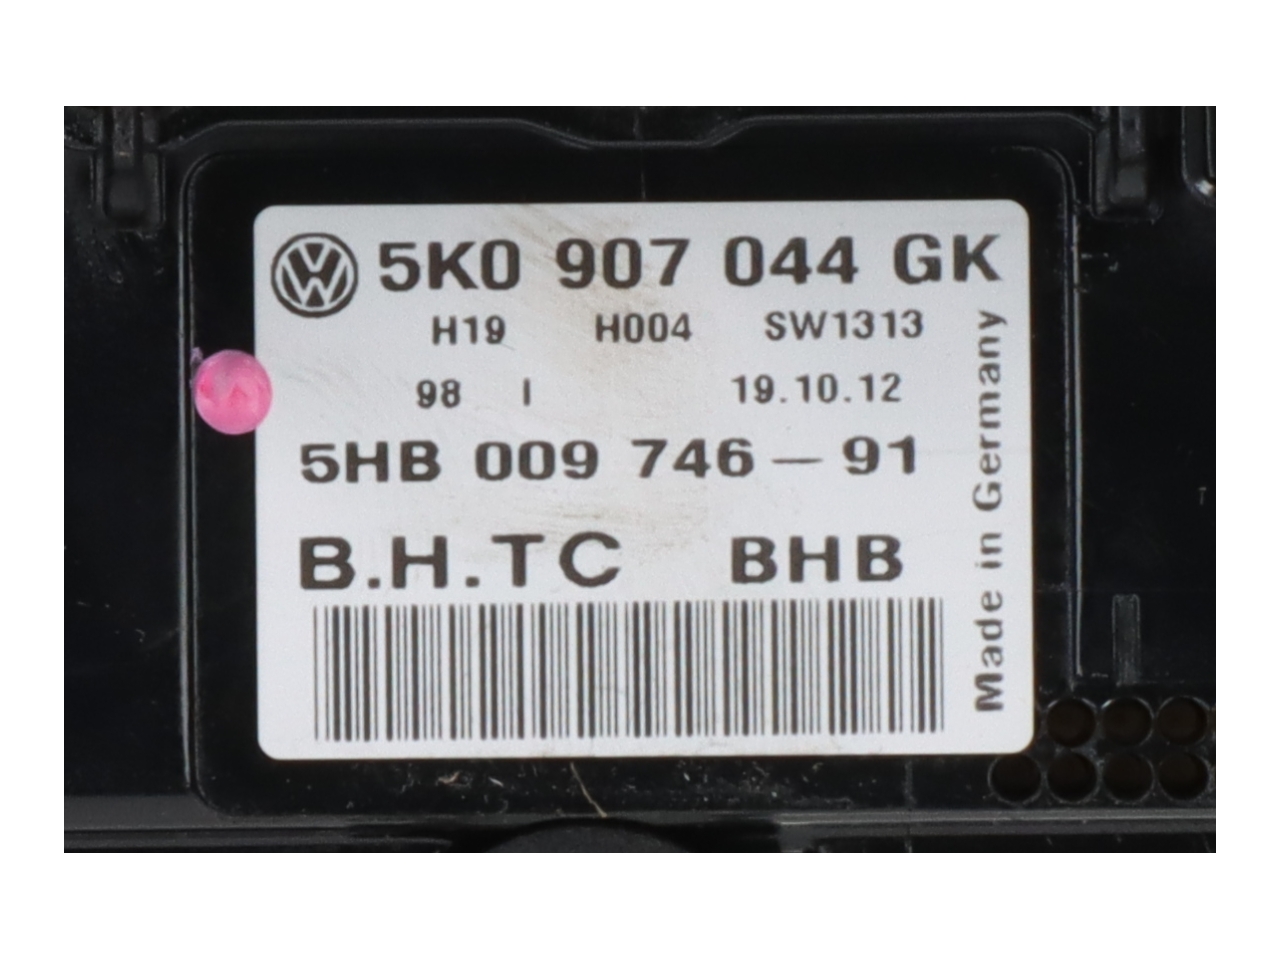 5K0 907 044 GK
H19 H004 SW1313
98 I 19.10.12
5HB 009 746 – 91
B.H.TC BHB
Made in Germany